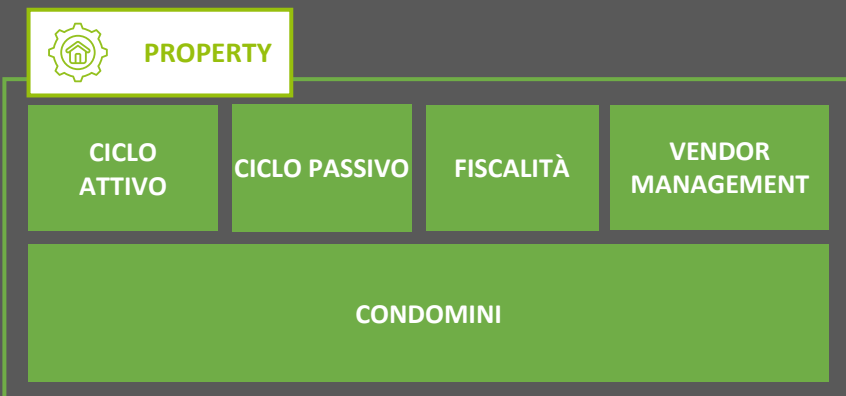 PROPERTY
CICLO
ATTIVO
CICLO PASSIVO
FISCALITÀ
VENDOR
MANAGEMENT
CONDOMINI